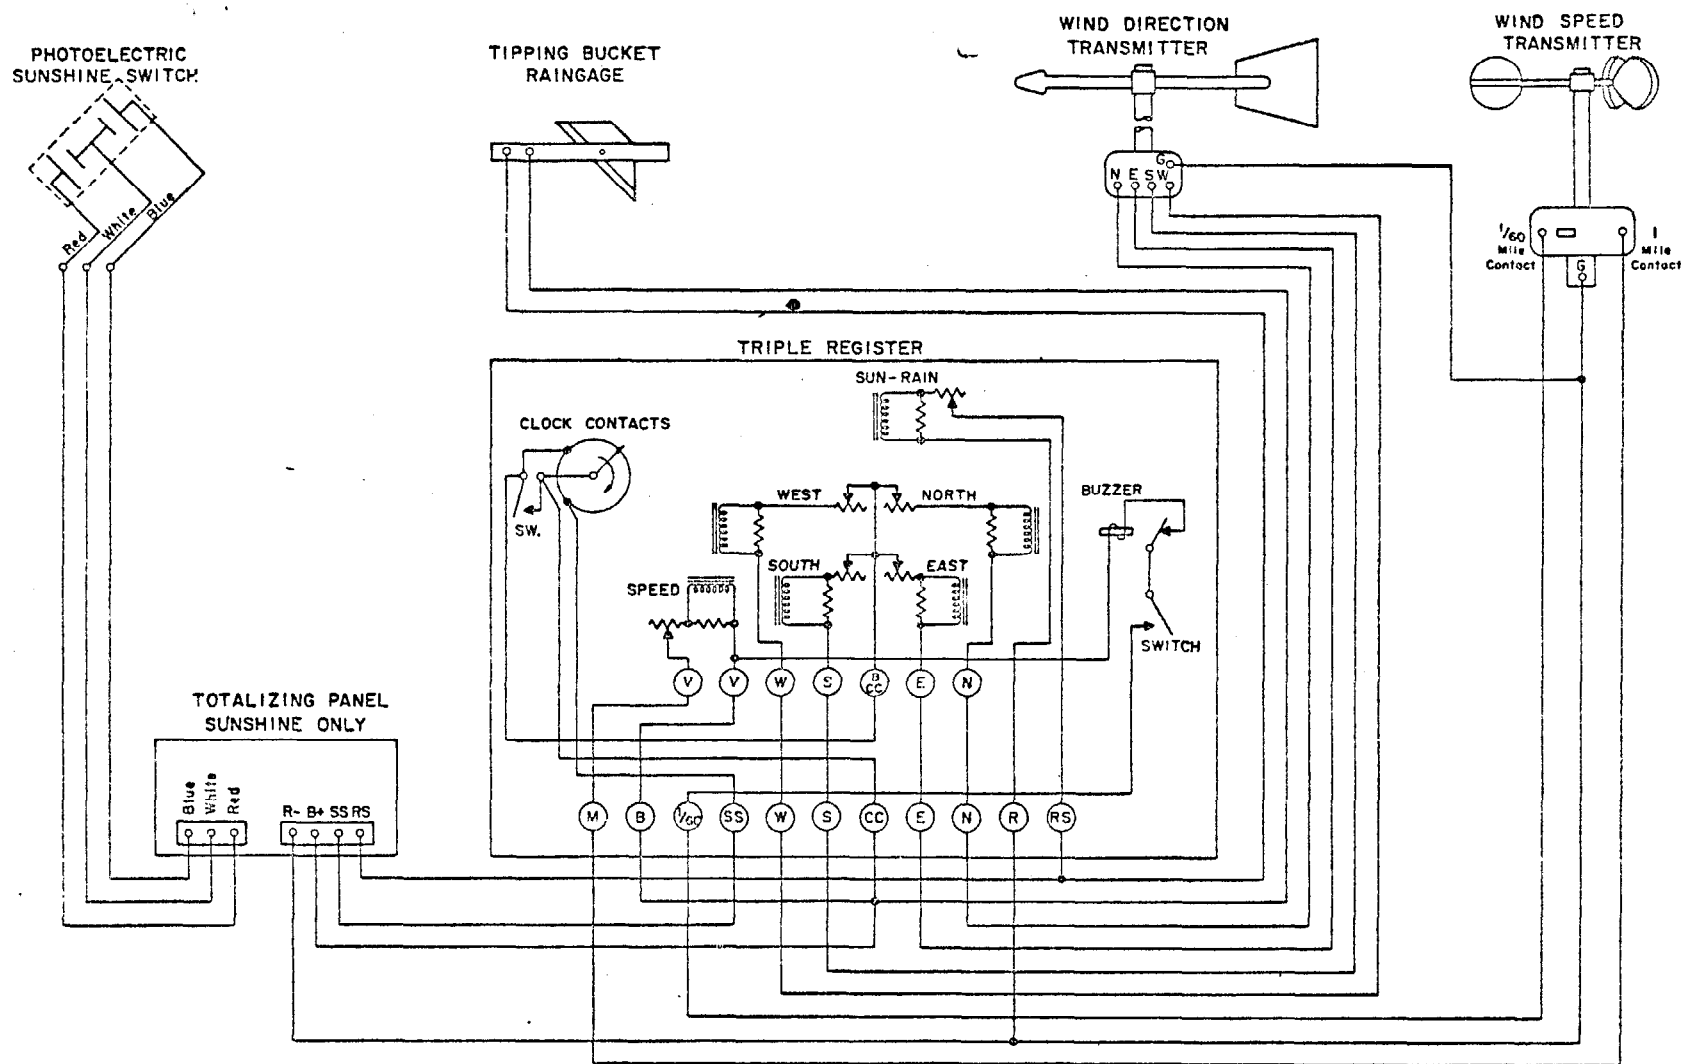 PHOTOELECTRIC
SUNSHINE SWITCH
TIPPING BUCKET
RAINGAGE
WIND DIRECTION
TRANSMITTER
WIND SPEED
TRANSMITTER
Red
White
Blue
G
N E S W
1/60
Mile
Contact
1
Mile
Contact
G
TRIPLE REGISTER
SUN-RAIN
CLOCK CONTACTS
SW.
WEST
NORTH
BUZZER
SOUTH
EAST
SPEED
SWITCH
V V W S B CC E N
TOTALIZING PANEL
SUNSHINE ONLY
Blue
White
Red
R- B+ SS RS
M B 1/60 SS W S CC E N R RS